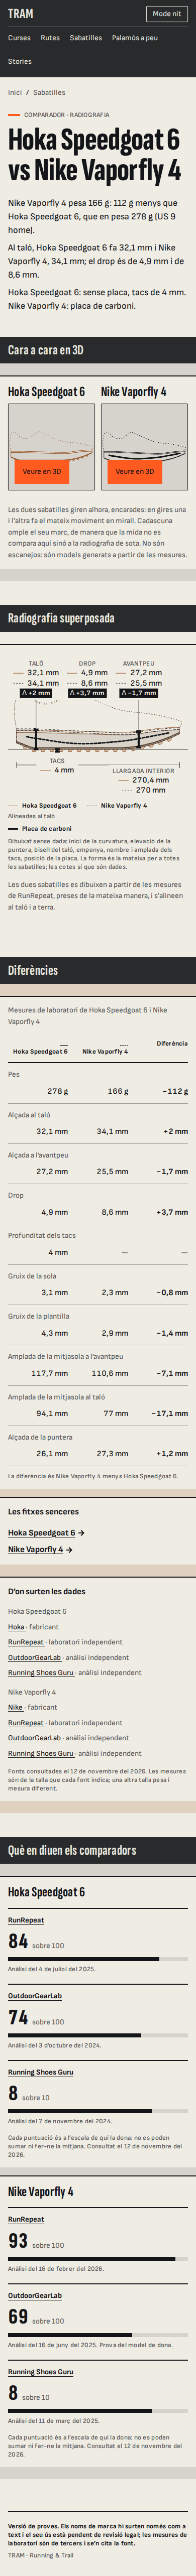 TRAM
Mode nit
Curses Rutes Sabatilles Palamós a peu
Stories
Inici / Sabatilles
COMPARADOR · RADIOGRAFIA
Hoka Speedgoat 6
vs Nike Vaporfly 4
Nike Vaporfly 4 pesa 166 g: 112 g menys que
Hoka Speedgoat 6, que en pesa 278 g (US 9
home).
Al taló, Hoka Speedgoat 6 fa 32,1 mm i Nike
Vaporfly 4, 34,1 mm; el drop és de 4,9 mm i de
8,6 mm.
Hoka Speedgoat 6: sense placa, tacs de 4 mm.
Nike Vaporfly 4: placa de carboni.
Cara a cara en 3D
Hoka Speedgoat 6 Nike Vaporfly 4
Veure en 3D Veure en 3D
Les dues sabatilles giren alhora, encarades: en gires una
i l'altra fa el mateix moviment en mirall. Cadascuna
omple el seu marc, de manera que la mida no es
compara aquí sinó a la radiografia de sota. No són
escanejos: són models generats a partir de les mesures.
Radiografia superposada
TALÓ DROP AVANTPEU
32,1 mm 4,9 mm 27,2 mm
34,1 mm 8,6 mm 25,5 mm
Δ +2 mm Δ +3,7 mm Δ −1,7 mm
TACS
4 mm
LLARGADA INTERIOR
270,4 mm
270 mm
Hoka Speedgoat 6 Nike Vaporfly 4
Alineades al taló
Placa de carboni
Dibuixat sense dada: inici de la curvatura, elevació de la
puntera, bisell del taló, empenya, nombre i amplada dels
tacs, posició de la placa. La forma és la mateixa per a totes
les sabatilles; les cotes sí que són dades.
Les dues sabatilles es dibuixen a partir de les mesures
de RunRepeat, preses de la mateixa manera, i s'alineen
al taló i a terra.
Diferències
Mesures de laboratori de Hoka Speedgoat 6 i Nike
Vaporfly 4
Hoka Speedgoat 6 Nike Vaporfly 4 Diferència
Pes
278 g 166 g −112 g
Alçada al taló
32,1 mm 34,1 mm +2 mm
Alçada a l'avantpeu
27,2 mm 25,5 mm −1,7 mm
Drop
4,9 mm 8,6 mm +3,7 mm
Profunditat dels tacs
4 mm — —
Gruix de la sola
3,1 mm 2,3 mm −0,8 mm
Gruix de la plantilla
4,3 mm 2,9 mm −1,4 mm
Amplada de la mitjasola a l'avantpeu
117,7 mm 110,6 mm −7,1 mm
Amplada de la mitjasola al taló
94,1 mm 77 mm −17,1 mm
Alçada de la puntera
26,1 mm 27,3 mm +1,2 mm
La diferència és Nike Vaporfly 4 menys Hoka Speedgoat 6.
Les fitxes senceres
Hoka Speedgoat 6 →
Nike Vaporfly 4 →
D'on surten les dades
Hoka Speedgoat 6
Hoka · fabricant
RunRepeat · laboratori independent
OutdoorGearLab · anàlisi independent
Running Shoes Guru · anàlisi independent
Nike Vaporfly 4
Nike · fabricant
RunRepeat · laboratori independent
OutdoorGearLab · anàlisi independent
Running Shoes Guru · anàlisi independent
Fonts consultades el 12 de novembre del 2026. Les mesures
són de la talla que cada font indica; una altra talla pesa i
mesura diferent.
Què en diuen els comparadors
Hoka Speedgoat 6
RunRepeat
84 sobre 100
Anàlisi del 4 de juliol del 2025.
OutdoorGearLab
74 sobre 100
Anàlisi del 3 d'octubre del 2024.
Running Shoes Guru
8 sobre 10
Anàlisi del 7 de novembre del 2024.
Cada puntuació és a l'escala de qui la dona: no es poden
sumar ni fer-ne la mitjana. Consultat el 12 de novembre del
2026.
Nike Vaporfly 4
RunRepeat
93 sobre 100
Anàlisi del 16 de febrer del 2026.
OutdoorGearLab
69 sobre 100
Anàlisi del 16 de juny del 2025. Prova del model de dona.
Running Shoes Guru
8 sobre 10
Anàlisi del 11 de març del 2025.
Cada puntuació és a l'escala de qui la dona: no es poden
sumar ni fer-ne la mitjana. Consultat el 12 de novembre del
2026.
Versió de proves. Els noms de marca hi surten només com a
text i el seu ús està pendent de revisió legal; les mesures de
laboratori són de tercers i se'n cita la font.
TRAM · Running & Trail